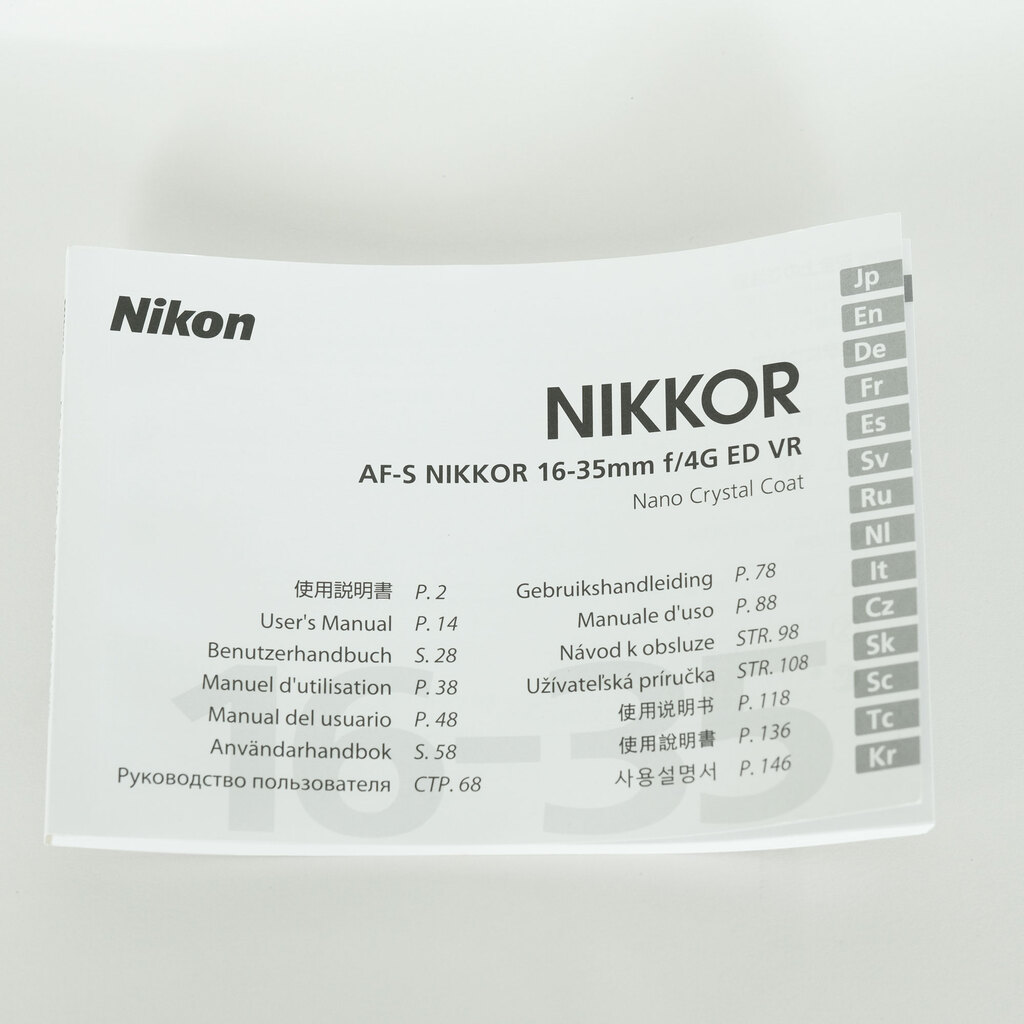 Nikon
NIKKOR
AF-S NIKKOR 16-35mm f/4G ED VR
Nano Crystal Coat
使用説明書 P. 2
User's Manual P. 14
Benutzerhandbuch S. 28
Manuel d'utilisation P. 38
Manual del usuario P. 48
Användarhandbok S. 58
Руководство пользователя СТР. 68
Gebruikshandleiding P. 78
Manuale d'uso P. 88
Návod k obsluze STR. 98
Užívateľská príručka STR. 108
使用说明书 P. 118
使用說明書 P. 136
사용설명서 P. 146
16-35
Jp
En
De
Fr
Es
Sv
Ru
Nl
It
Cz
Sk
Sc
Tc
Kr